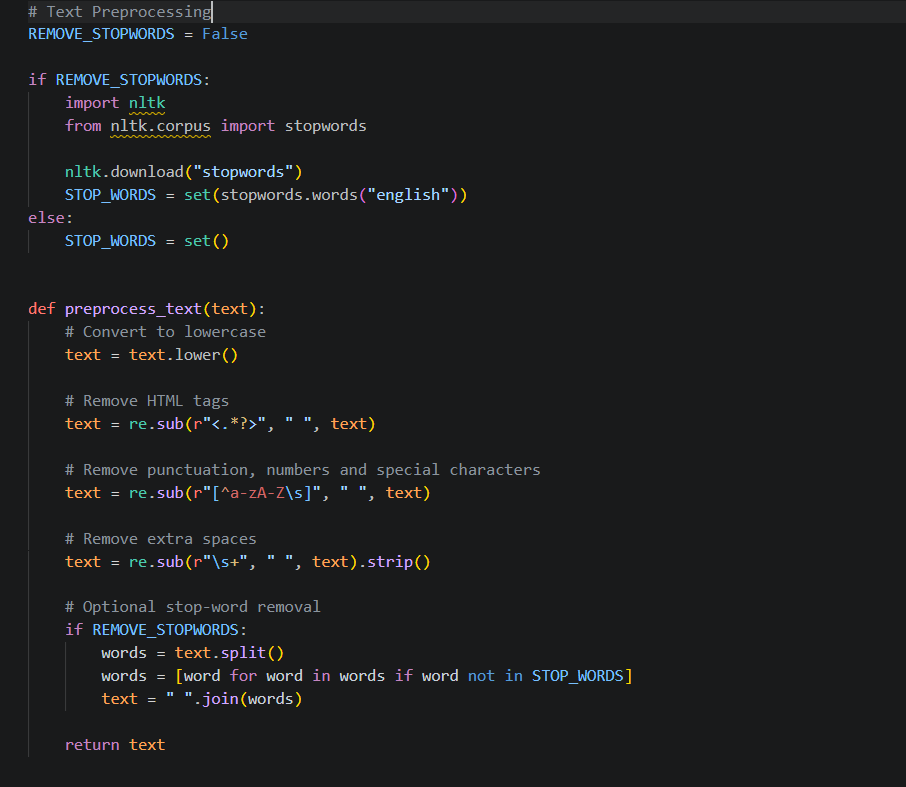 # Text Preprocessing
REMOVE_STOPWORDS = False
if REMOVE_STOPWORDS:
    import nltk
    from nltk.corpus import stopwords
    nltk.download("stopwords")
    STOP_WORDS = set(stopwords.words("english"))
else:
    STOP_WORDS = set()
def preprocess_text(text):
    # Convert to lowercase
    text = text.lower()
    # Remove HTML tags
    text = re.sub(r"<.*?>", " ", text)
    # Remove punctuation, numbers and special characters
    text = re.sub(r"[^a-zA-Z\s]", " ", text)
    # Remove extra spaces
    text = re.sub(r"\s+", " ", text).strip()
    # Optional stop-word removal
    if REMOVE_STOPWORDS:
        words = text.split()
        words = [word for word in words if word not in STOP_WORDS]
        text = " ".join(words)
    return text